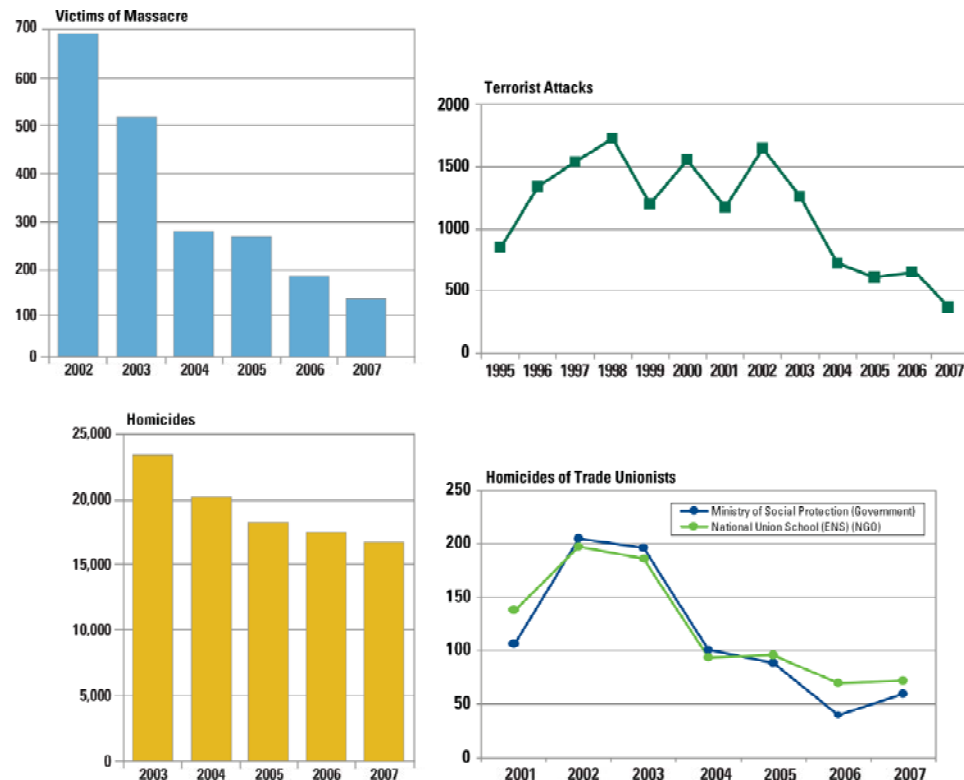 Victims of Massacre
700
600
500
400
300
200
100
0
2002 2003 2004 2005 2006 2007
Terrorist Attacks
2000
1500
1000
500
0
1995 1996 1997 1998 1999 2000 2001 2002 2003 2004 2005 2006 2007
Homicides
25,000
20,000
15,000
10,000
5,000
0
2003 2004 2005 2006 2007
Homicides of Trade Unionists
250
200
150
100
50
0
Ministry of Social Protection (Government)
National Union School (ENS) (NGO)
2001 2002 2003 2004 2005 2006 2007